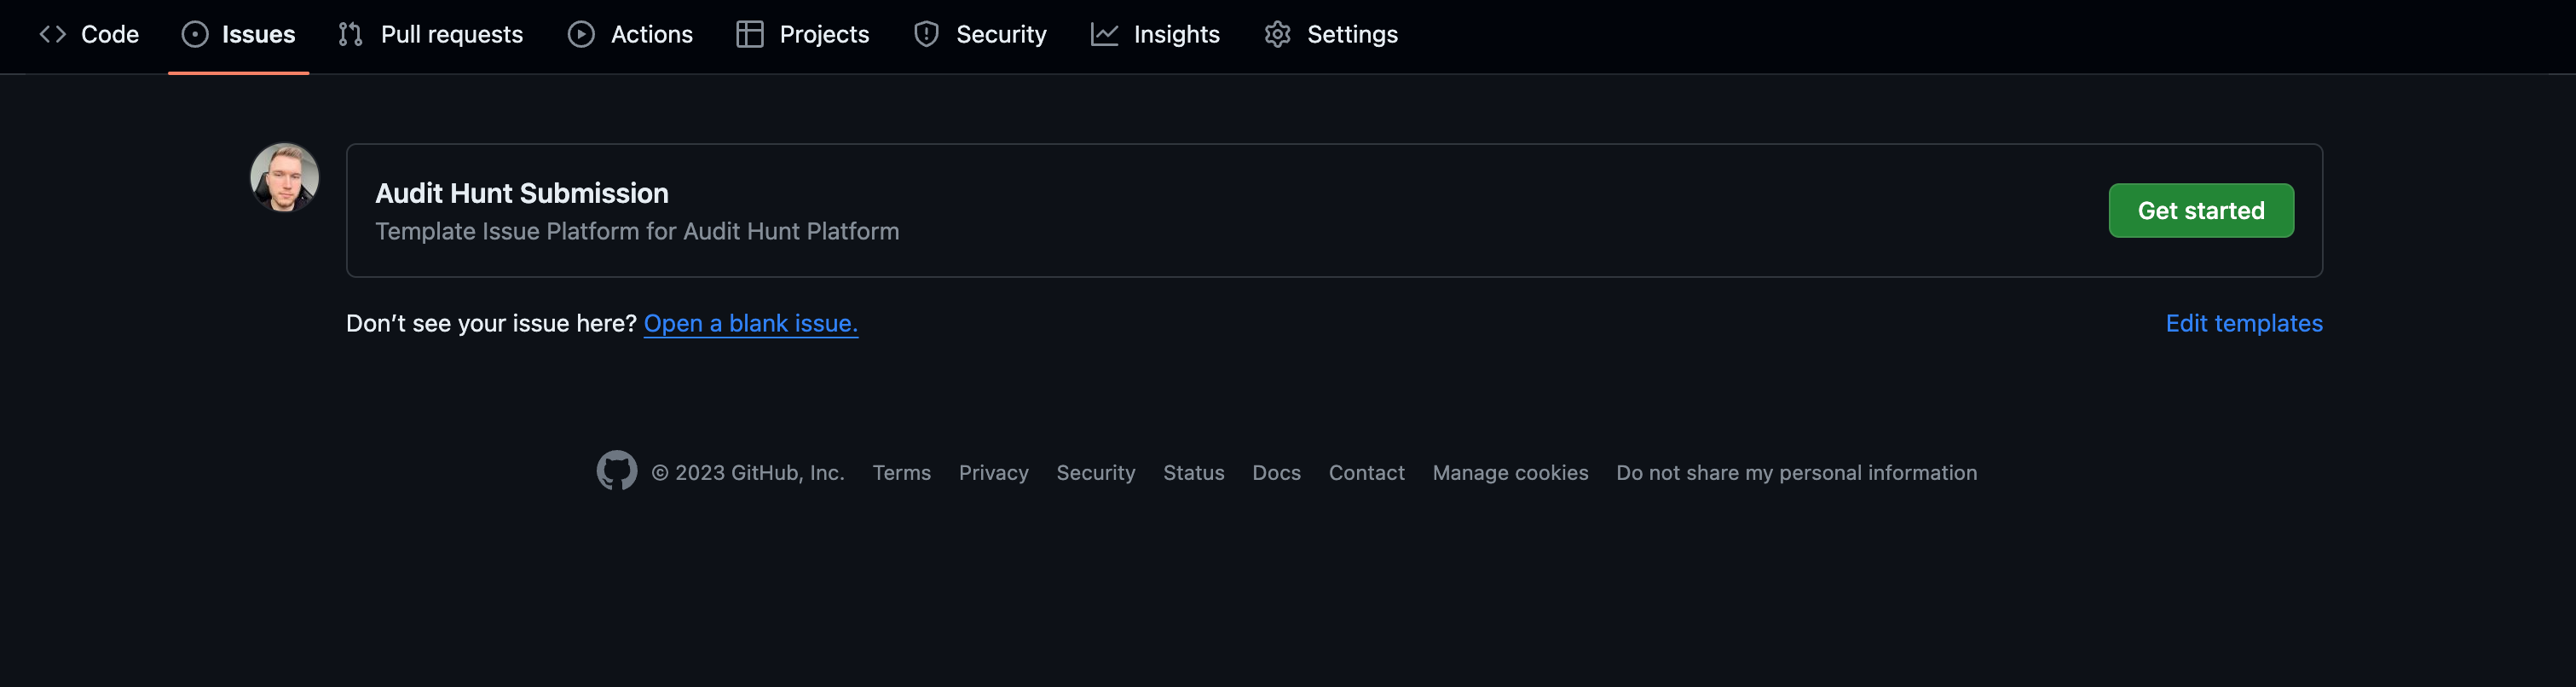 Code Issues Pull requests Actions Projects Security Insights Settings
Audit Hunt Submission
Template Issue Platform for Audit Hunt Platform
Get started
Don’t see your issue here? Open a blank issue. Edit templates
© 2023 GitHub, Inc. Terms Privacy Security Status Docs Contact Manage cookies Do not share my personal information